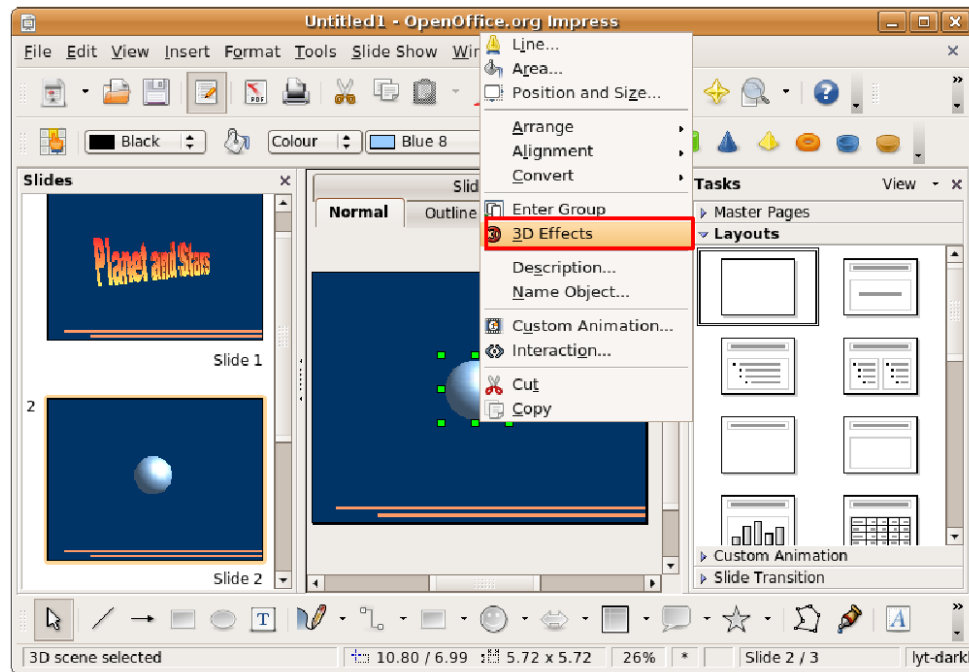 Untitled1 - OpenOffice.org Impress
File Edit View Insert Format Tools Slide Show Wir
Line...
Area...
Position and Size...
Arrange
Alignment
Convert
Enter Group
3D Effects
Description...
Name Object...
Custom Animation...
Interaction...
Cut
Copy
PDF
Black
Colour
Blue 8
Slides
Planet and Stars
Slide 1
2
Slide 2
Slid
Normal
Outline
Tasks
View
Master Pages
Layouts
Custom Animation
Slide Transition
T
A
3D scene selected
10.80 / 6.99
5.72 x 5.72
26%
*
Slide 2 / 3
lyt-dark